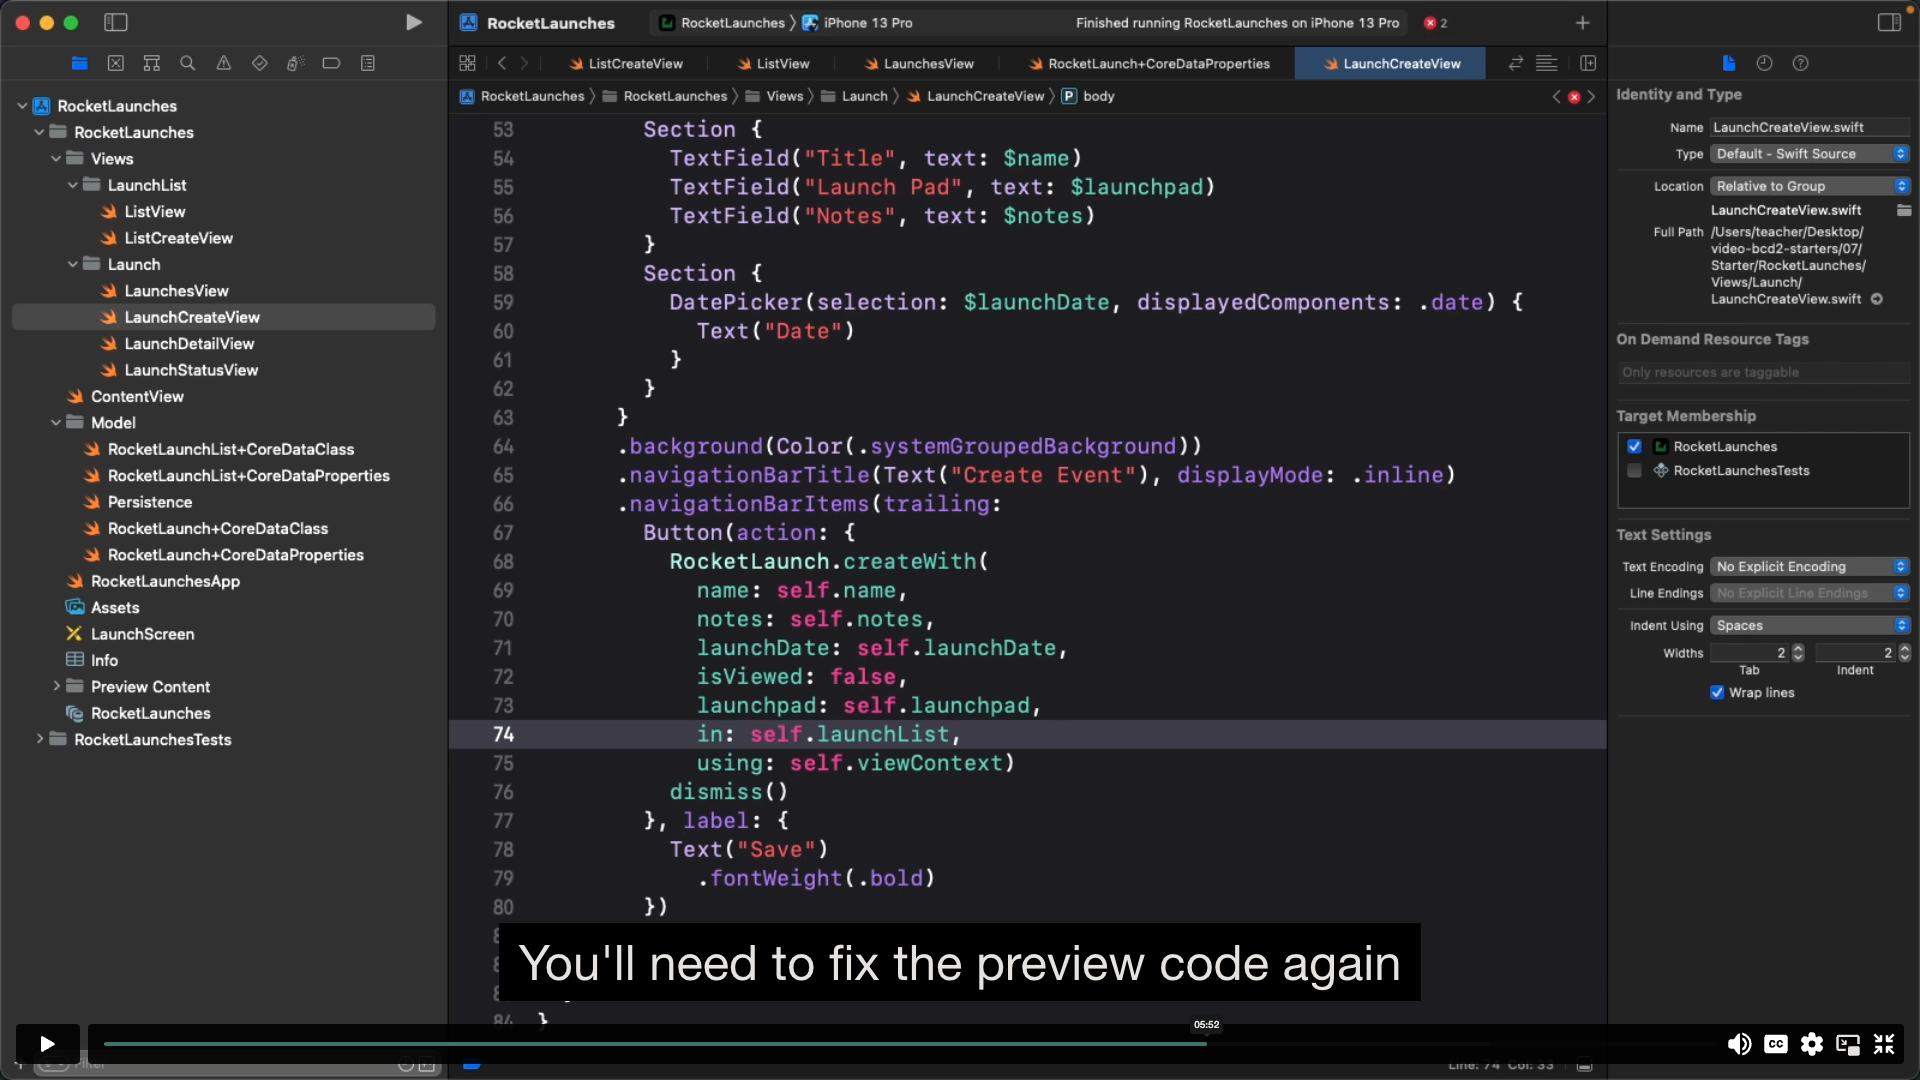 RocketLaunches
RocketLaunches
iPhone 13 Pro
Finished running RocketLaunches on iPhone 13 Pro
2
ListCreateView
ListView
LaunchesView
RocketLaunch+CoreDataProperties
LaunchCreateView
RocketLaunches
RocketLaunches
Views
Launch
LaunchCreateView
P body
RocketLaunches
RocketLaunches
Views
LaunchList
ListView
ListCreateView
Launch
LaunchesView
LaunchCreateView
LaunchDetailView
LaunchStatusView
ContentView
Model
RocketLaunchList+CoreDataClass
RocketLaunchList+CoreDataProperties
Persistence
RocketLaunch+CoreDataClass
RocketLaunch+CoreDataProperties
RocketLaunchesApp
Assets
LaunchScreen
Info
Preview Content
RocketLaunches
RocketLaunchesTests
Filter
53 Section {
54 TextField("Title", text: $name)
55 TextField("Launch Pad", text: $launchpad)
56 TextField("Notes", text: $notes)
57 }
58 Section {
59 DatePicker(selection: $launchDate, displayedComponents: .date) {
60 Text("Date")
61 }
62 }
63 }
64 .background(Color(.systemGroupedBackground))
65 .navigationBarTitle(Text("Create Event"), displayMode: .inline)
66 .navigationBarItems(trailing:
67 Button(action: {
68 RocketLaunch.createWith(
69 name: self.name,
70 notes: self.notes,
71 launchDate: self.launchDate,
72 isViewed: false,
73 launchpad: self.launchpad,
74 in: self.launchList,
75 using: self.viewContext)
76 dismiss()
77 }, label: {
78 Text("Save")
79 .fontWeight(.bold)
80 })
84 }
You'll need to fix the preview code again
05:52
CC
Line: 74 Col: 33
Identity and Type
Name LaunchCreateView.swift
Type Default - Swift Source
Location Relative to Group
LaunchCreateView.swift
Full Path /Users/teacher/Desktop/
video-bcd2-starters/07/
Starter/RocketLaunches/
Views/Launch/
LaunchCreateView.swift
On Demand Resource Tags
Only resources are taggable
Target Membership
RocketLaunches
RocketLaunchesTests
Text Settings
Text Encoding No Explicit Encoding
Line Endings No Explicit Line Endings
Indent Using Spaces
Widths 2 2
Tab Indent
Wrap lines